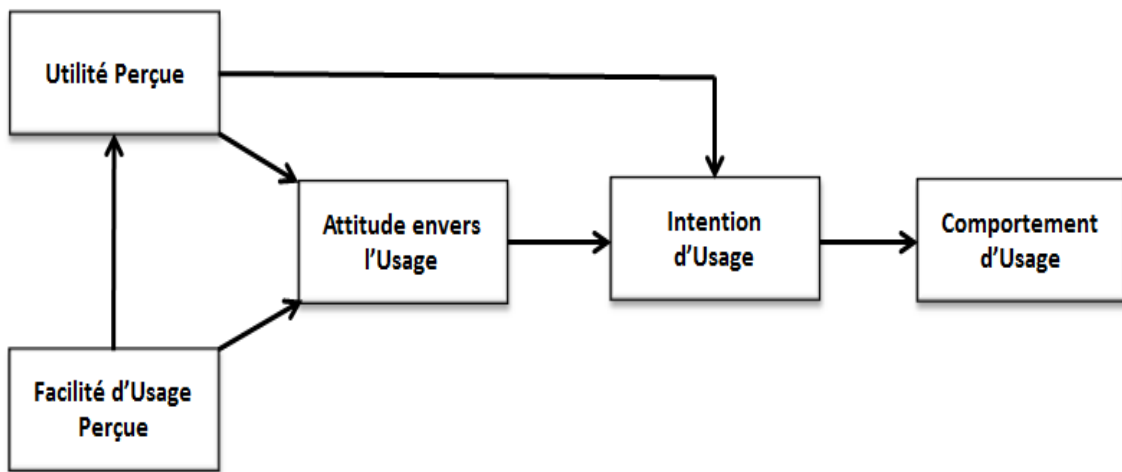 Utilité Perçue
Attitude envers
l'Usage
Intention
d'Usage
Comportement
d'Usage
Facilité d'Usage
Perçue